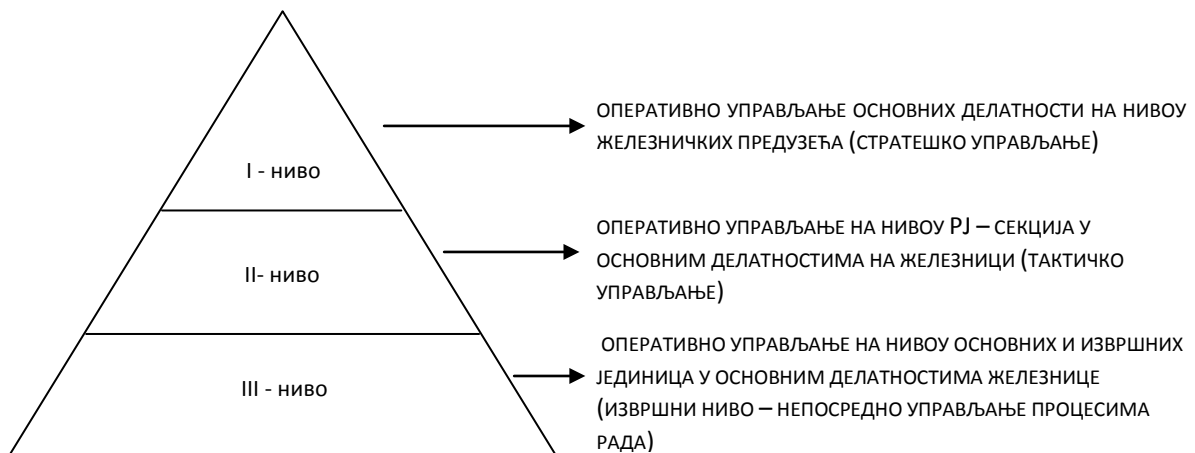 ОПЕРАТИВНО УПРАВЉАЊЕ ОСНОВНИХ ДЕЛАТНОСТИ НА НИВОУ
ЖЕЛЕЗНИЧКИХ ПРЕДУЗЕЋА (СТРАТЕШКО УПРАВЉАЊЕ)
I - ниво
ОПЕРАТИВНО УПРАВЉАЊЕ НА НИВОУ РЈ – СЕКЦИЈА У
ОСНОВНИМ ДЕЛАТНОСТИМА НА ЖЕЛЕЗНИЦИ (ТАКТИЧКО
УПРАВЉАЊЕ)
II- ниво
ОПЕРАТИВНО УПРАВЉАЊЕ НА НИВОУ ОСНОВНИХ И ИЗВРШНИХ
ЈЕДИНИЦА У ОСНОВНИМ ДЕЛАТНОСТИМА ЖЕЛЕЗНИЦЕ
(ИЗВРШНИ НИВО – НЕПОСРЕДНО УПРАВЉАЊЕ ПРОЦЕСИМА
РАДА)
III - ниво